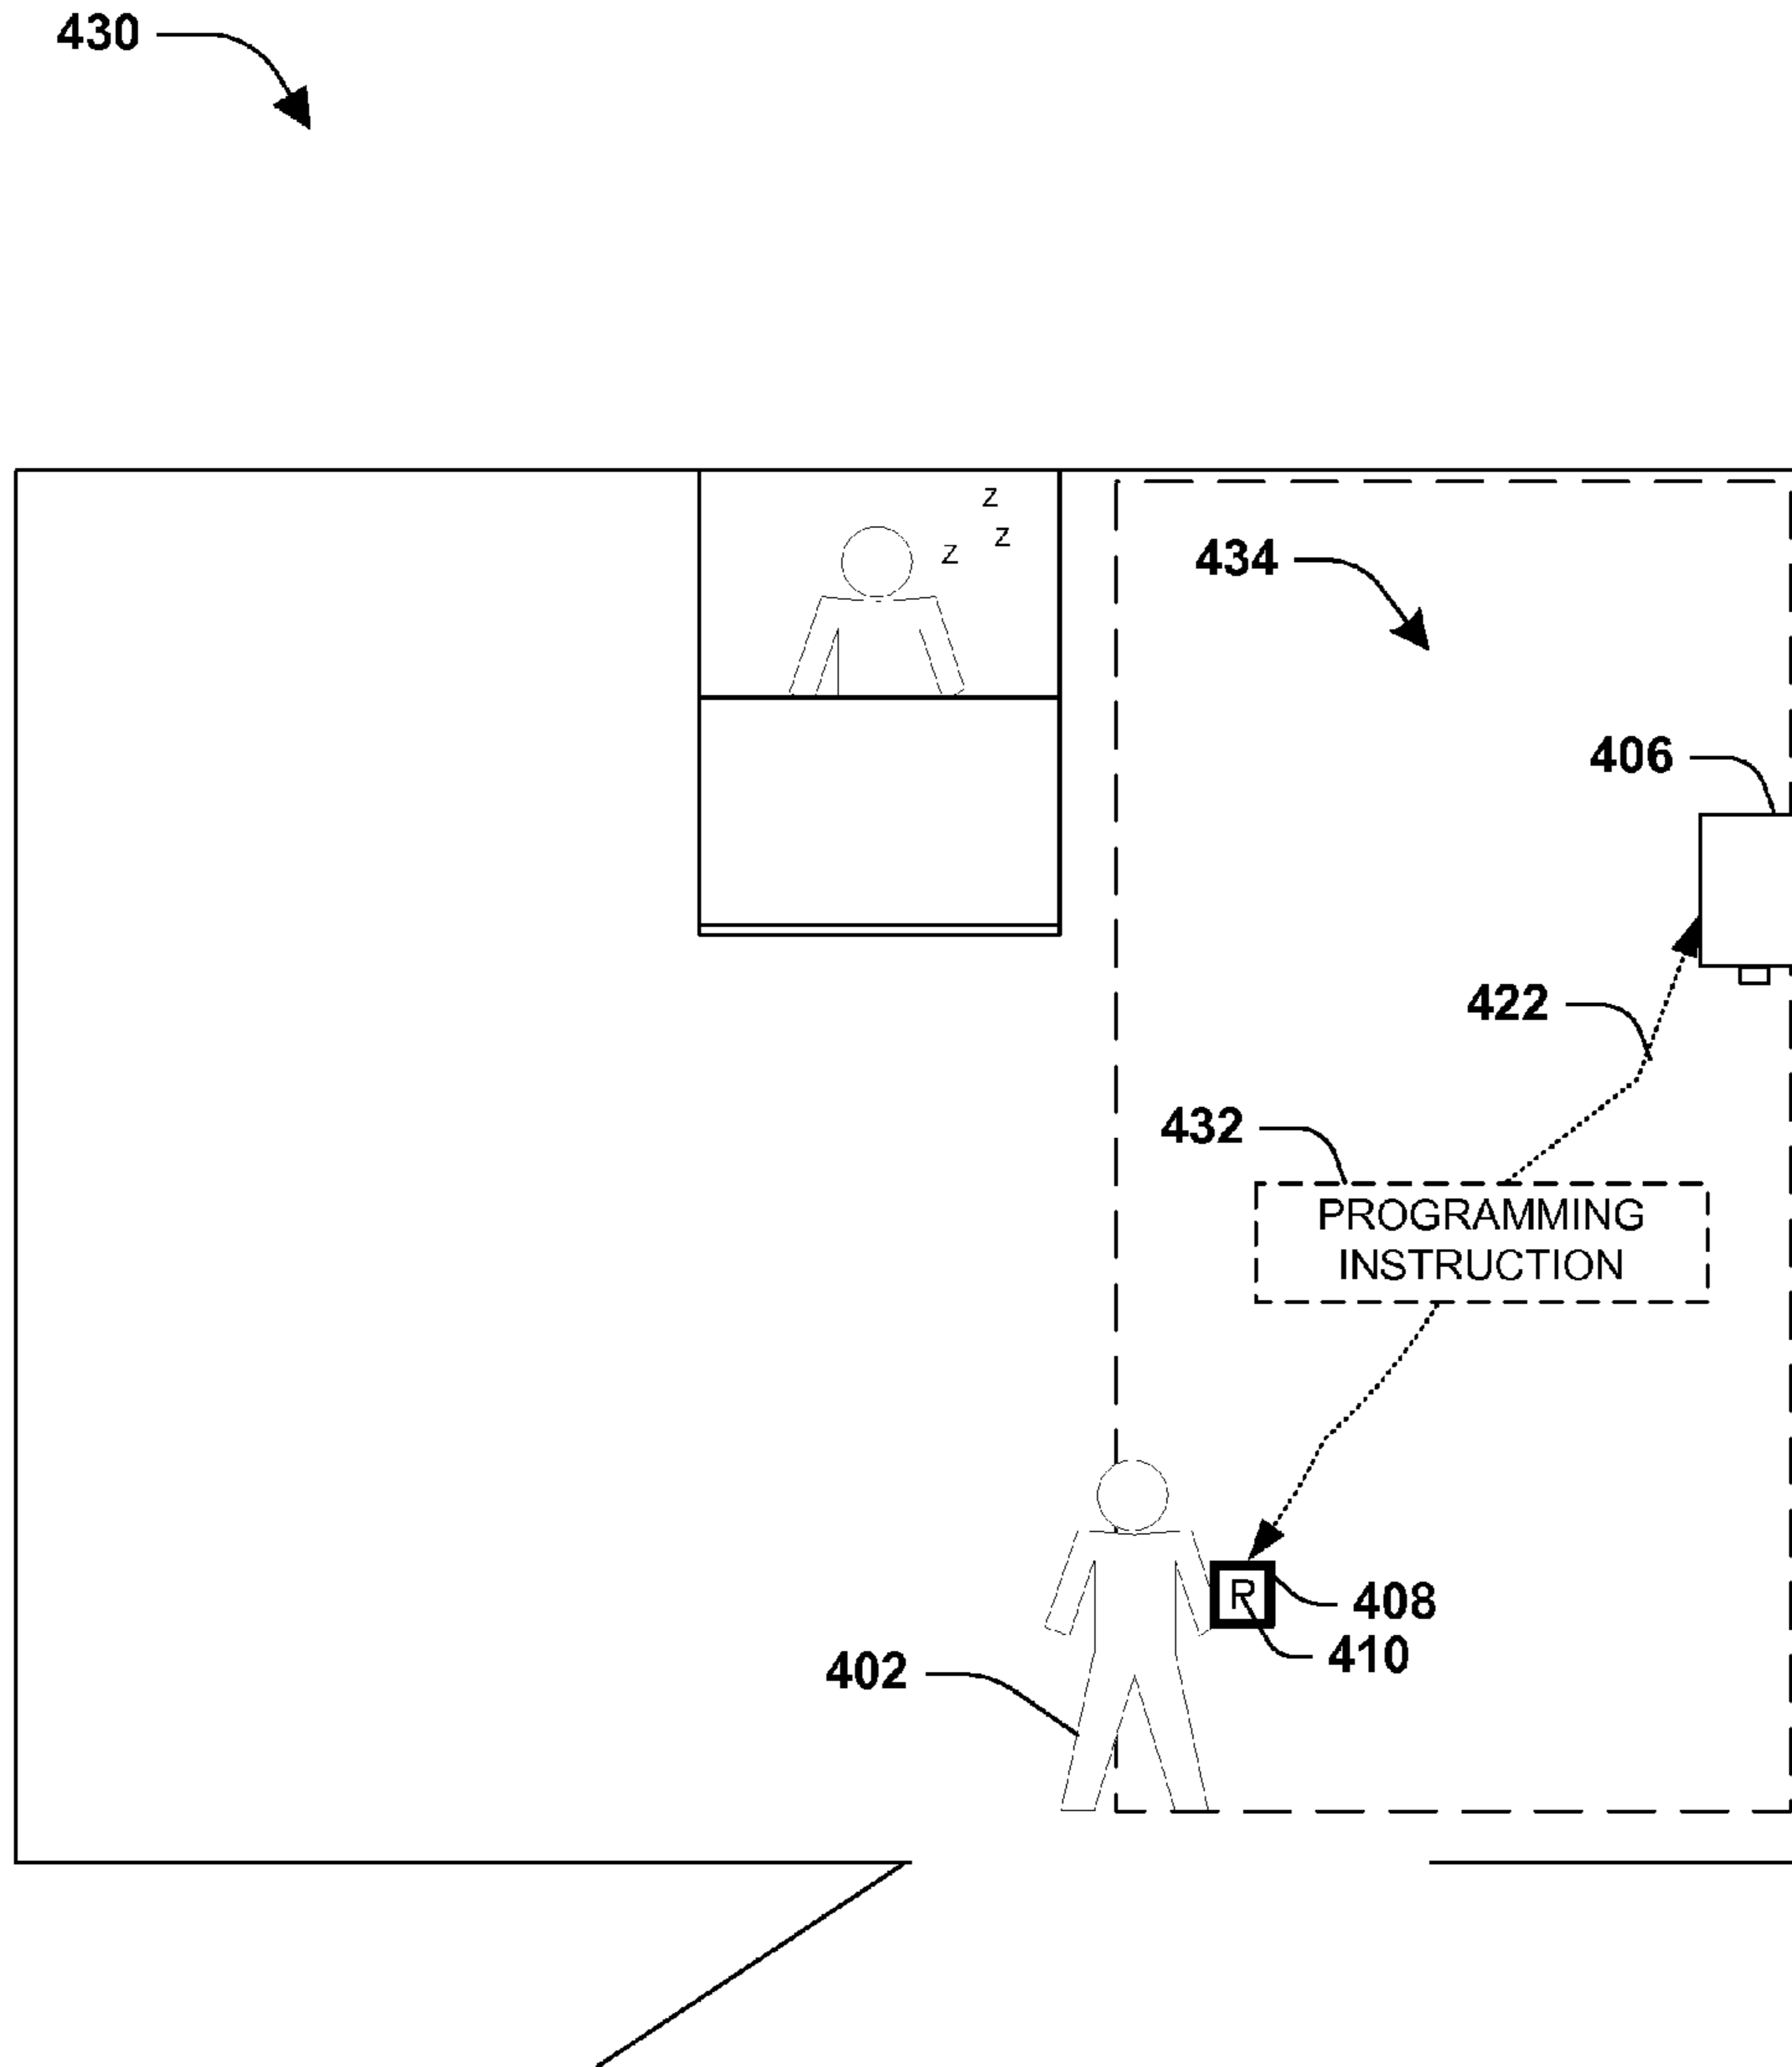 430
z
z
z
434
406
422
432
PROGRAMMING
INSTRUCTION
R
408
410
402